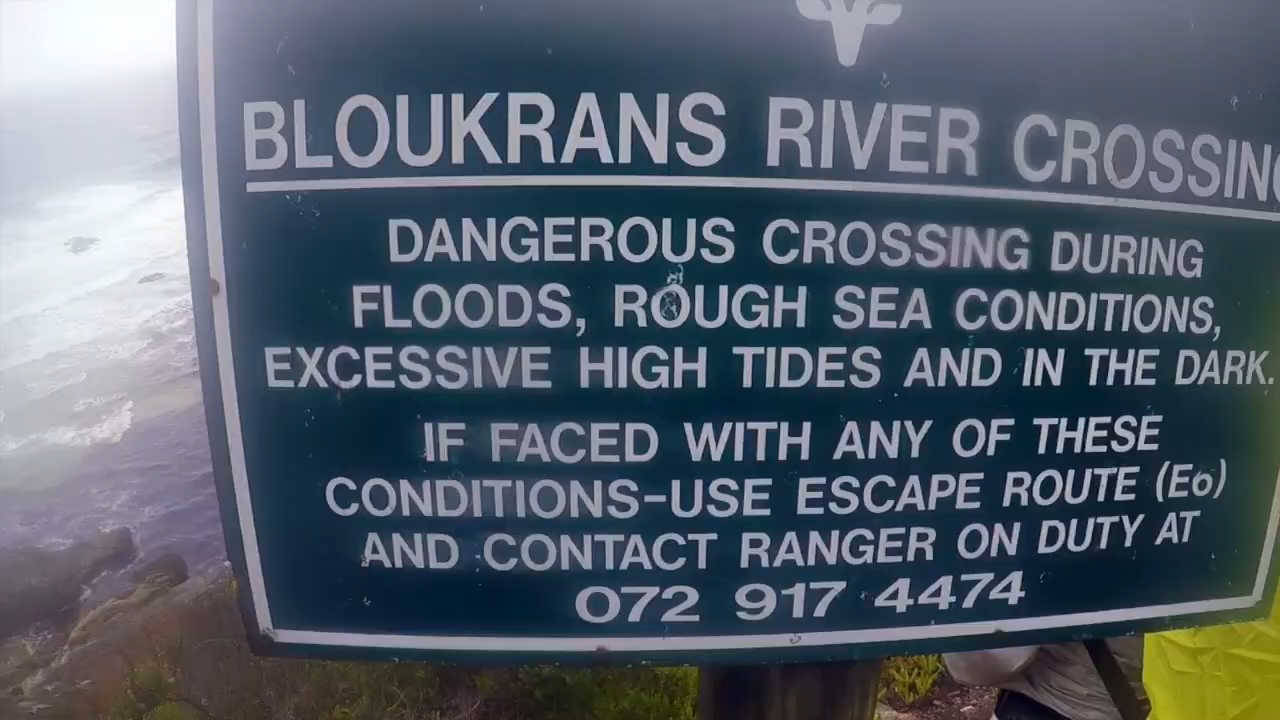 BLOUKRANS RIVER CROSSING
DANGEROUS CROSSING DURING
FLOODS, ROUGH SEA CONDITIONS,
EXCESSIVE HIGH TIDES AND IN THE DARK.
IF FACED WITH ANY OF THESE
CONDITIONS-USE ESCAPE ROUTE (E6)
AND CONTACT RANGER ON DUTY AT
072 917 4474